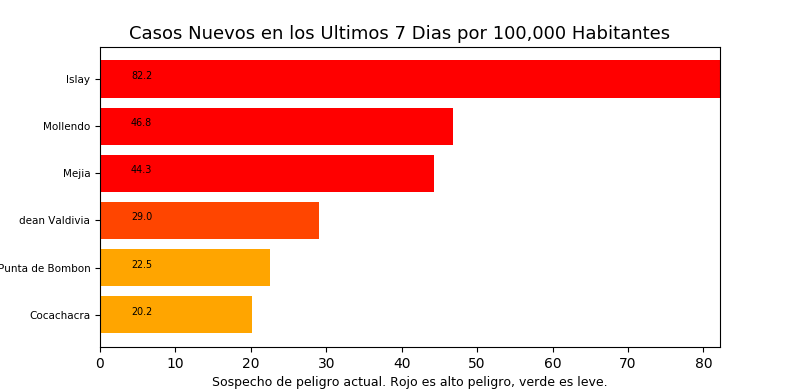 Casos Nuevos en los Ultimos 7 Dias por 100,000 Habitantes
Islay 82.2
Mollendo 46.8
Mejia 44.3
dean Valdivia 29.0
Punta de Bombon 22.5
Cocachacra 20.2
0 10 20 30 40 50 60 70 80
Sospecho de peligro actual. Rojo es alto peligro, verde es leve.